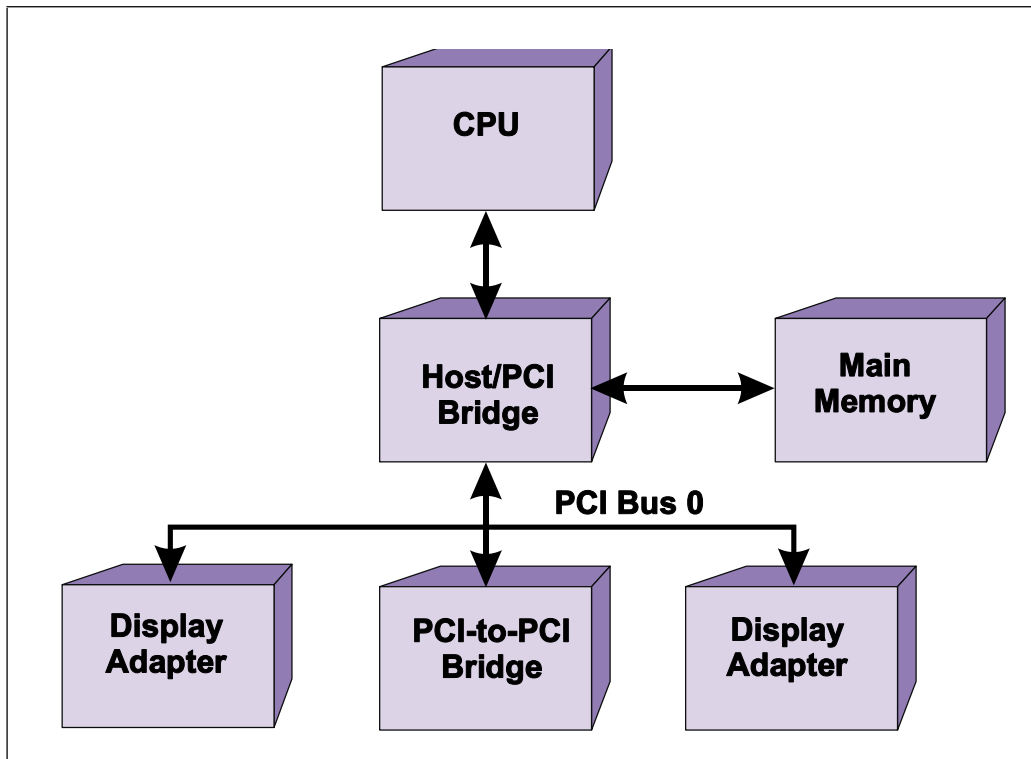 CPU
Host/PCI
Bridge
Main
Memory
PCI Bus 0
Display
Adapter
PCI-to-PCI
Bridge
Display
Adapter